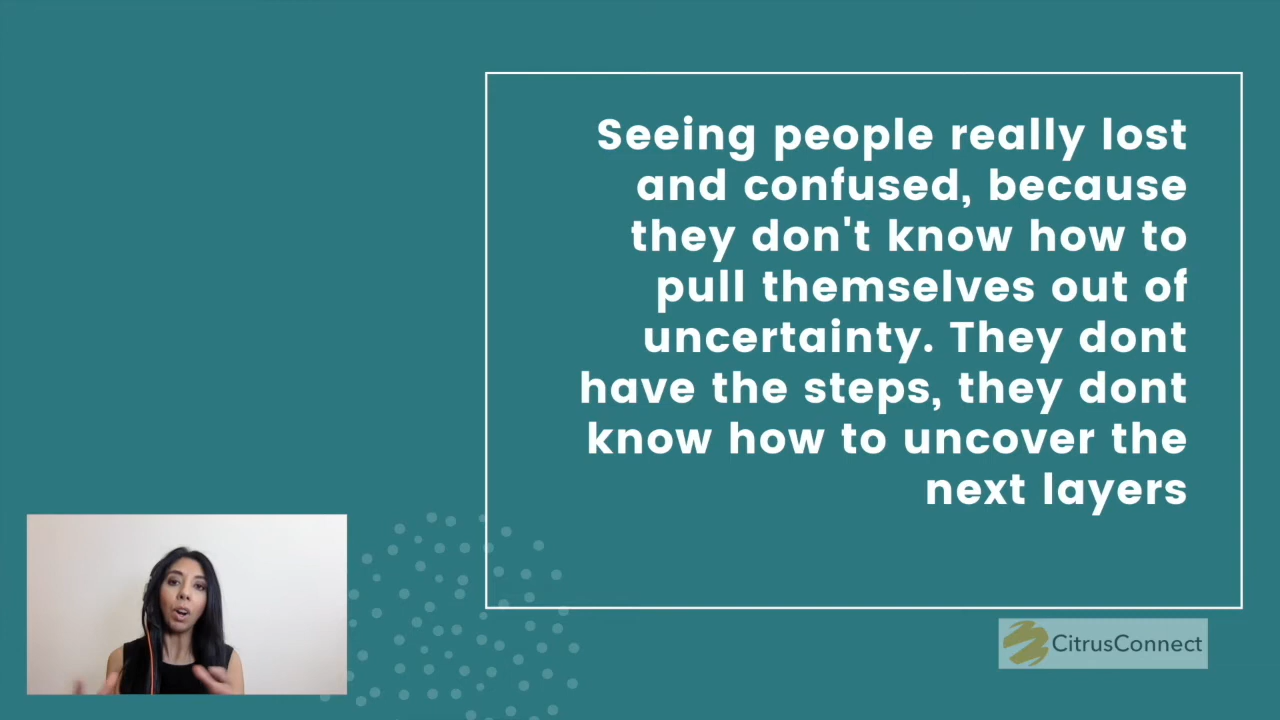 Seeing people really lost
and confused, because
they don't know how to
pull themselves out of
uncertainty. They dont
have the steps, they dont
know how to uncover the
next layers
CitrusConnect